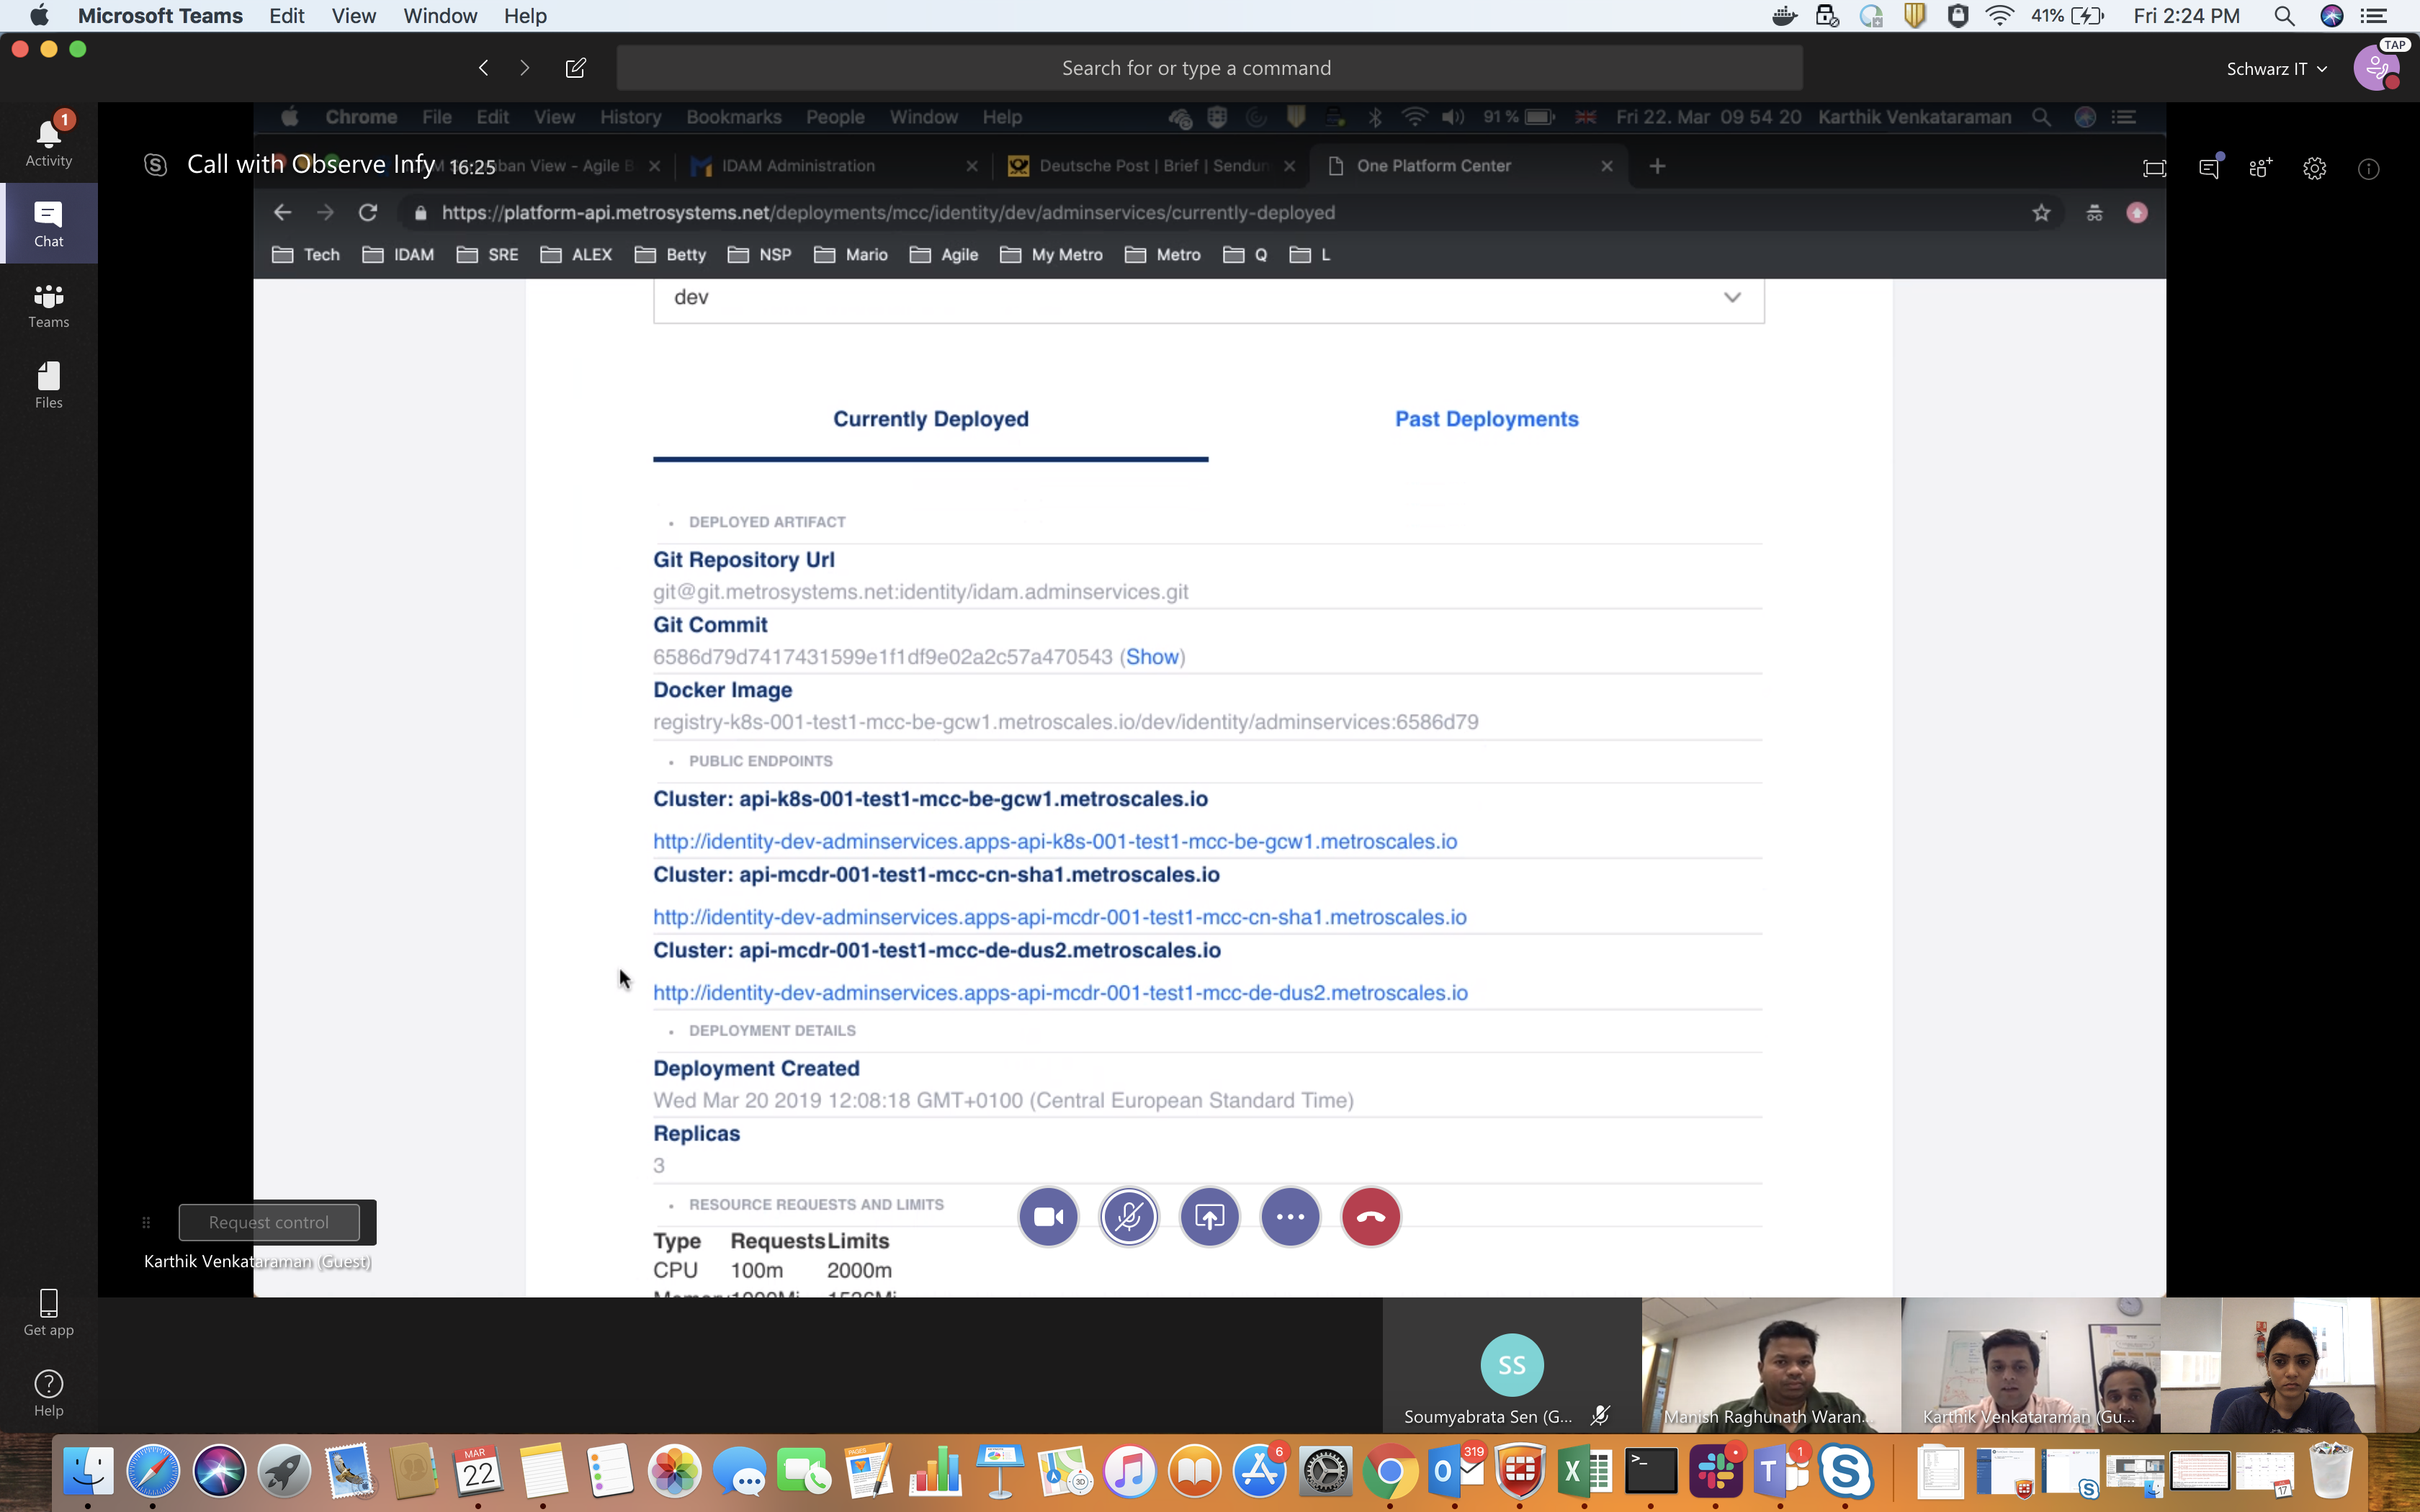 Microsoft Teams Edit View Window Help 41% Fri 2:24 PM
Search for or type a command
Schwarz IT
TAP
Chrome File Edit View History Bookmarks People Window Help 91 % Fri 22. Mar 09 54 20 Karthik Venkataraman
1
Activity
Call with Observe Infy 16:25
ban View - Agile B
IDAM Administration
Deutsche Post | Brief | Sendun
One Platform Center
https://platform-api.metrosystems.net/deployments/mcc/identity/dev/adminservices/currently-deployed
Chat
Tech IDAM SRE ALEX Betty NSP Mario Agile My Metro Metro Q L
dev
Teams
Files
Currently Deployed
Past Deployments
DEPLOYED ARTIFACT
Git Repository Url
git@git.metrosystems.net:identity/idam.adminservices.git
Git Commit
6586d79d7417431599e1f1df9e02a2c57a470543 (Show)
Docker Image
registry-k8s-001-test1-mcc-be-gcw1.metroscales.io/dev/identity/adminservices:6586d79
PUBLIC ENDPOINTS
Cluster: api-k8s-001-test1-mcc-be-gcw1.metroscales.io
http://identity-dev-adminservices.apps-api-k8s-001-test1-mcc-be-gcw1.metroscales.io
Cluster: api-mcdr-001-test1-mcc-cn-sha1.metroscales.io
http://identity-dev-adminservices.apps-api-mcdr-001-test1-mcc-cn-sha1.metroscales.io
Cluster: api-mcdr-001-test1-mcc-de-dus2.metroscales.io
http://identity-dev-adminservices.apps-api-mcdr-001-test1-mcc-de-dus2.metroscales.io
DEPLOYMENT DETAILS
Deployment Created
Wed Mar 20 2019 12:08:18 GMT+0100 (Central European Standard Time)
Replicas
3
RESOURCE REQUESTS AND LIMITS
Type Requests Limits
CPU 100m 2000m
Request control
Karthik Venkataraman (Guest)
Get app
Help
SS
Soumyabrata Sen (G...
Manish Raghunath Waran...
Karthik Venkataraman (Gu...
MAR
22
PAGES
3D
6
319
1
17